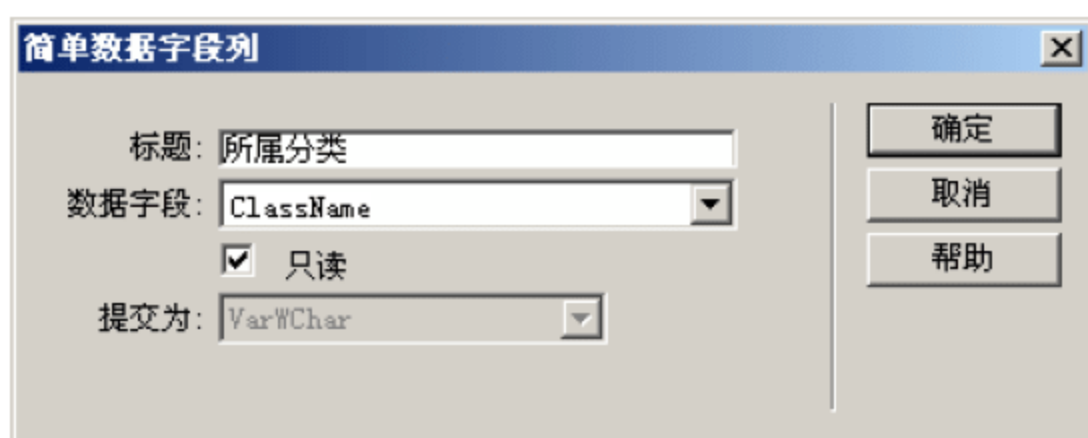 简单数据字段列
标题: 所属分类
确定
数据字段: ClassName
取消
只读
帮助
提交为: VarWChar